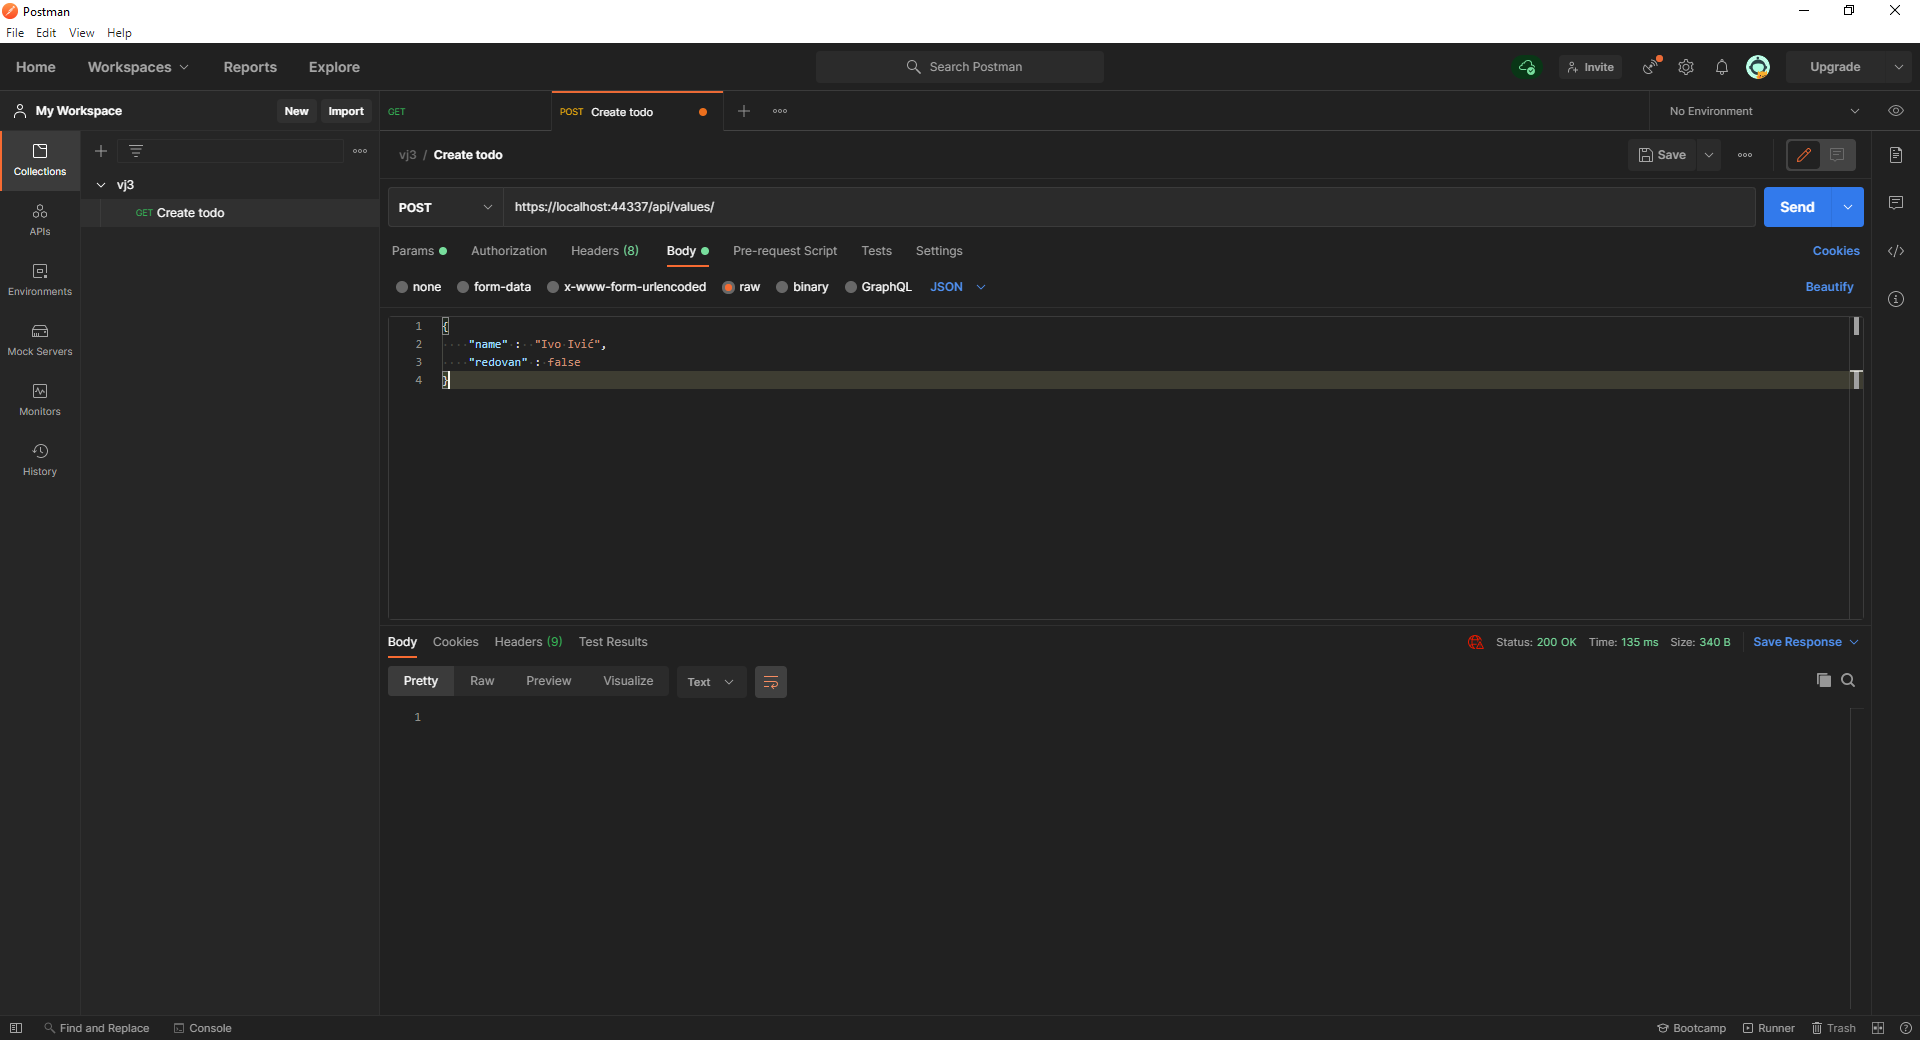 Postman
File Edit View Help
Home Workspaces Reports Explore Search Postman Invite Upgrade
My Workspace New Import GET POST Create todo No Environment
Collections
APIs
Environments
Mock Servers
Monitors
History
vj3
GET Create todo
vj3 / Create todo Save
POST https://localhost:44337/api/values/ Send
Params Authorization Headers (8) Body Pre-request Script Tests Settings Cookies
none form-data x-www-form-urlencoded raw binary GraphQL JSON Beautify
1 {
2 "name" : "Ivo Ivić",
3 "redovan" : false
4 }
Body Cookies Headers (9) Test Results Status: 200 OK Time: 135 ms Size: 340 B Save Response
Pretty Raw Preview Visualize Text
1
Find and Replace Console Bootcamp Runner Trash